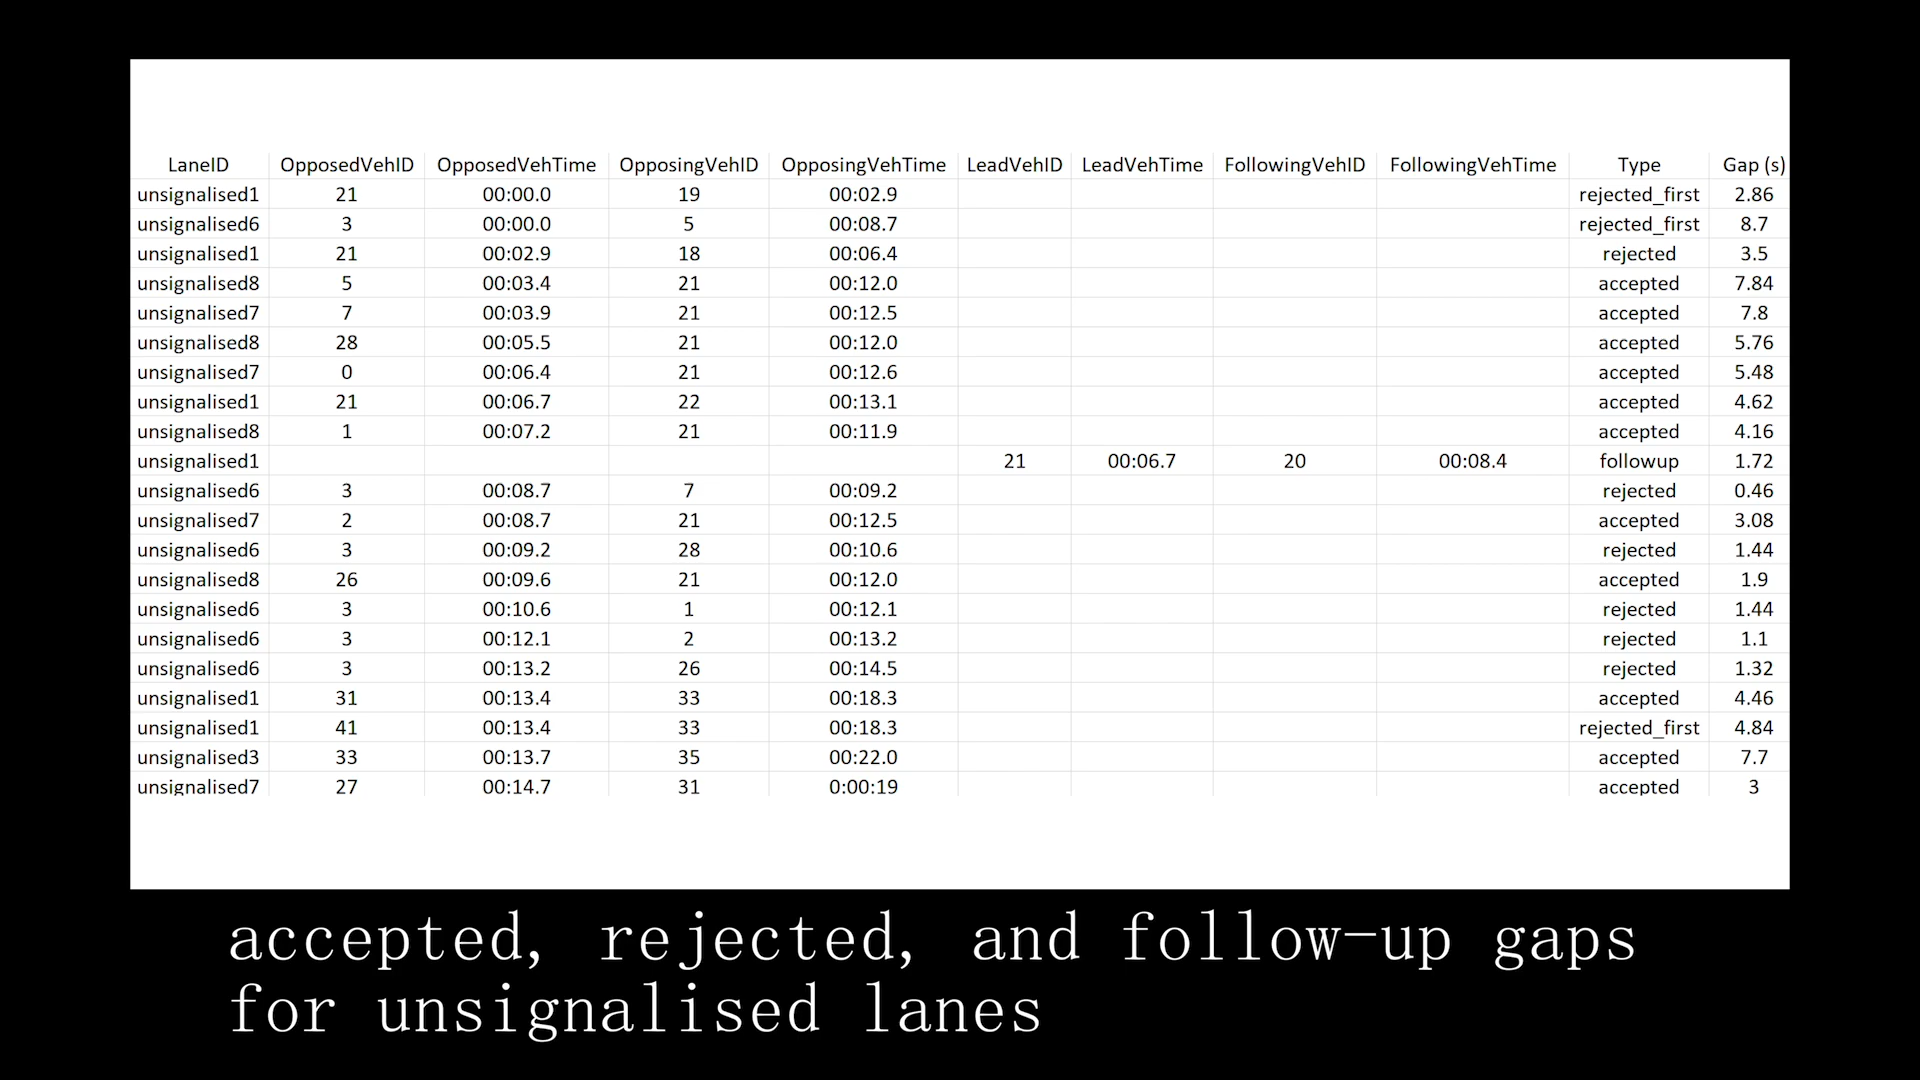 LaneID OpposedVehID OpposedVehTime OpposingVehID OpposingVehTime LeadVehID LeadVehTime FollowingVehID FollowingVehTime Type Gap (s)
unsignalised1 21 00:00.0 19 00:02.9 rejected_first 2.86
unsignalised6 3 00:00.0 5 00:08.7 rejected_first 8.7
unsignalised1 21 00:02.9 18 00:06.4 rejected 3.5
unsignalised8 5 00:03.4 21 00:12.0 accepted 7.84
unsignalised7 7 00:03.9 21 00:12.5 accepted 7.8
unsignalised8 28 00:05.5 21 00:12.0 accepted 5.76
unsignalised7 0 00:06.4 21 00:12.6 accepted 5.48
unsignalised1 21 00:06.7 22 00:13.1 accepted 4.62
unsignalised8 1 00:07.2 21 00:11.9 accepted 4.16
unsignalised1 21 00:06.7 20 00:08.4 followup 1.72
unsignalised6 3 00:08.7 7 00:09.2 rejected 0.46
unsignalised7 2 00:08.7 21 00:12.5 accepted 3.08
unsignalised6 3 00:09.2 28 00:10.6 rejected 1.44
unsignalised8 26 00:09.6 21 00:12.0 accepted 1.9
unsignalised6 3 00:10.6 1 00:12.1 rejected 1.44
unsignalised6 3 00:12.1 2 00:13.2 rejected 1.1
unsignalised6 3 00:13.2 26 00:14.5 rejected 1.32
unsignalised1 31 00:13.4 33 00:18.3 accepted 4.46
unsignalised1 41 00:13.4 33 00:18.3 rejected_first 4.84
unsignalised3 33 00:13.7 35 00:22.0 accepted 7.7
unsignalised7 27 00:14.7 31 0:00:19 accepted 3
accepted, rejected, and follow-up gaps
for unsignalised lanes